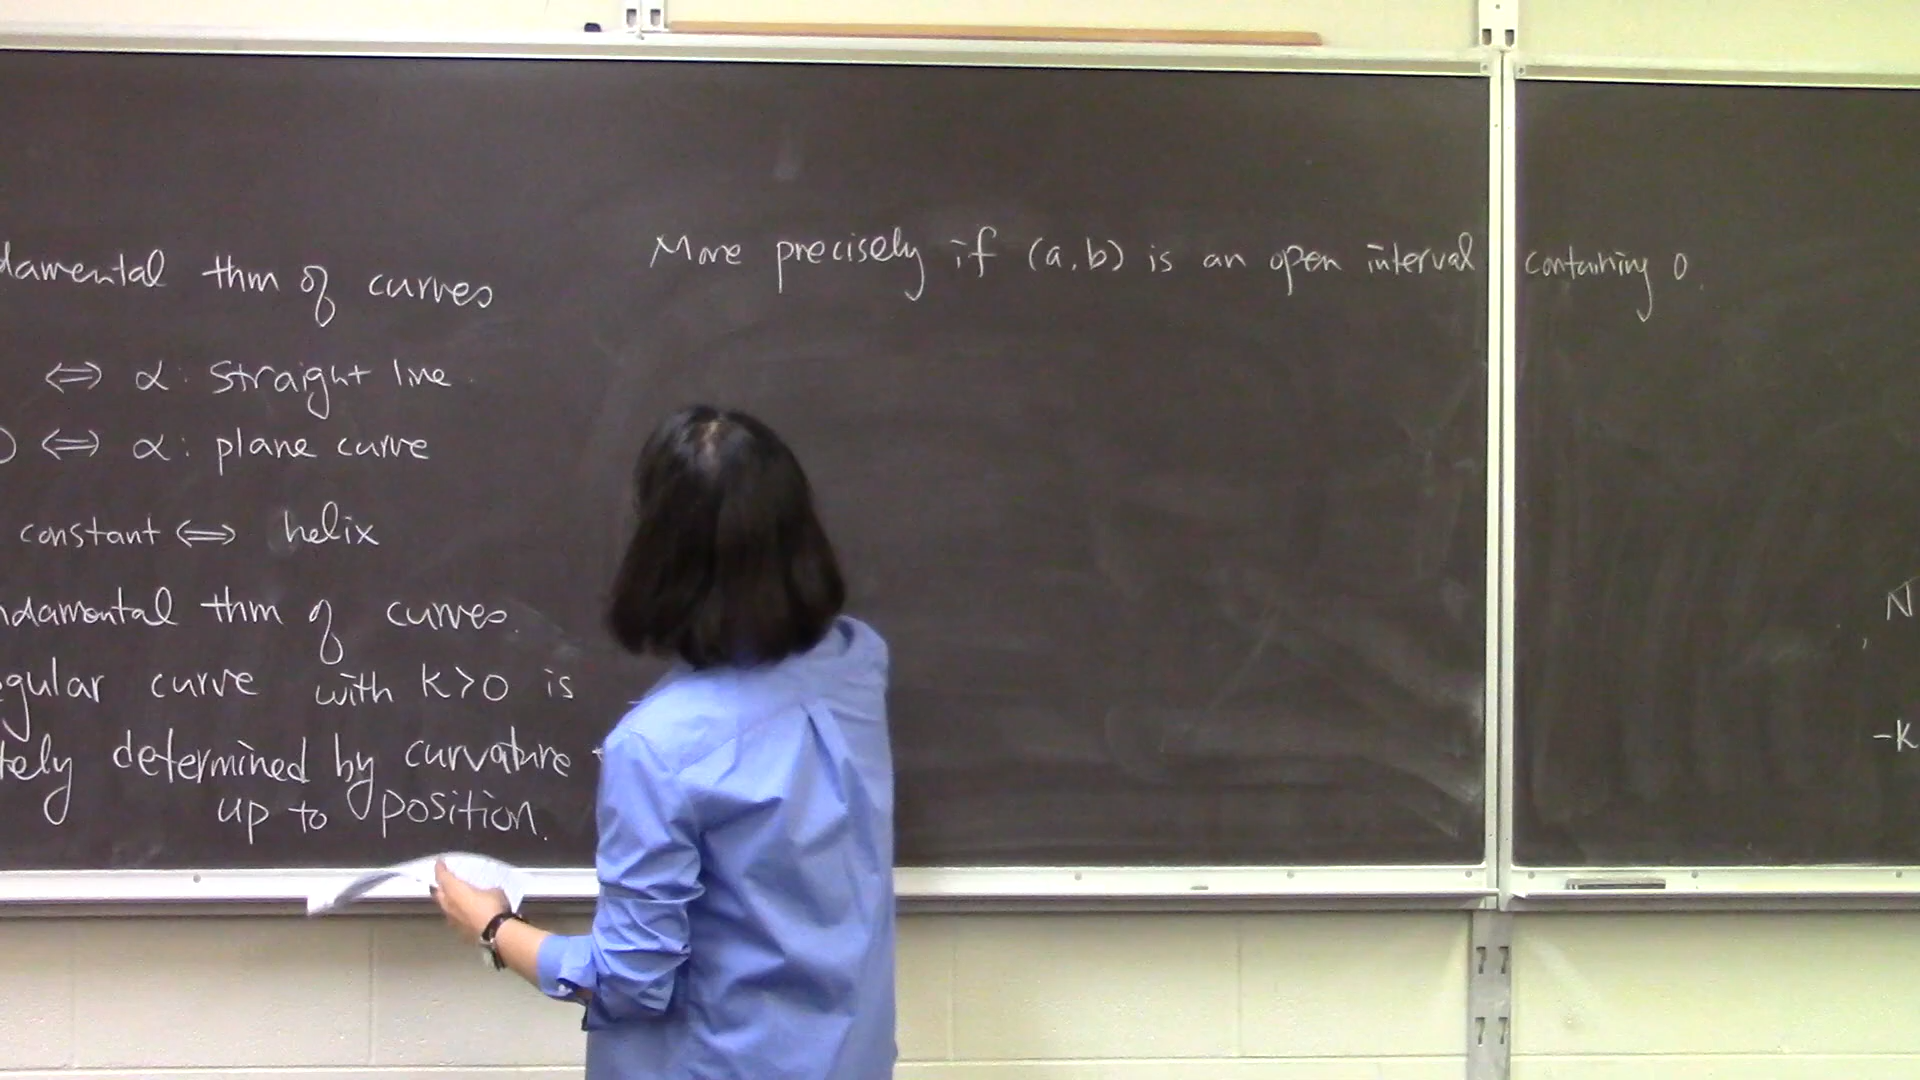 damental thm of curves
⇔ α: straight line
0 ⇔ α: plane curve
constant ⇔ helix
ndamental thm of curves.
gular curve with K>0 is
tely determined by curvature
up to position.
More precisely if (a,b) is an open interval containing 0.
N
-K